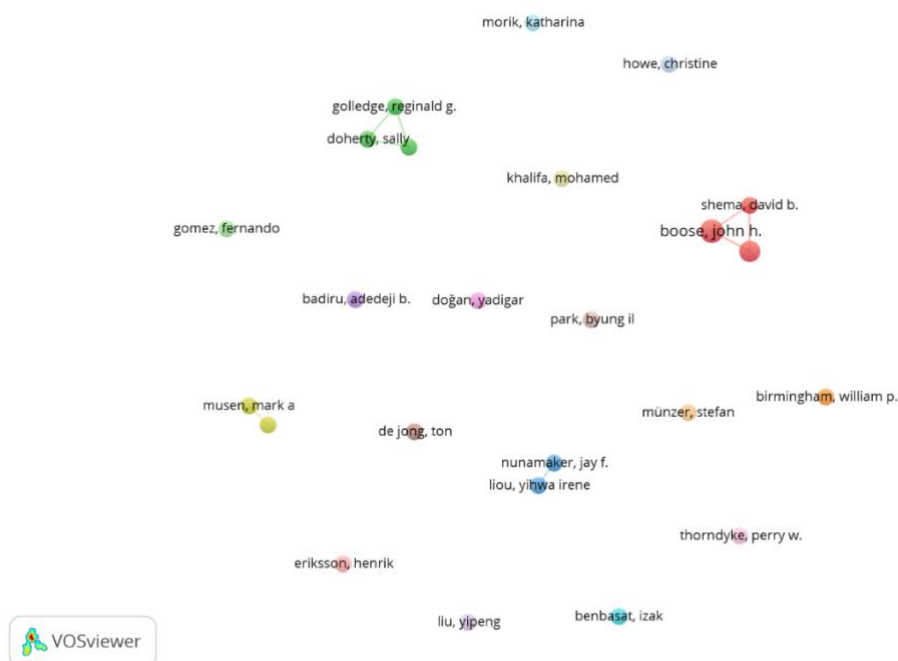 morik, katharina
howe, christine
golledge, reginald g.
doherty, sally
khalifa, mohamed
shema, david b.
gomez, fernando
boose, john h.
badiru, adedeji b.
doğan, yadigar
park, byung il
musen, mark a
birmingham, william p.
münzer, stefan
de jong, ton
nunamaker, jay f.
liou, yihwa irene
thorndyke, perry w.
eriksson, henrik
liu, yipeng
benbasat, izak
VOSviewer